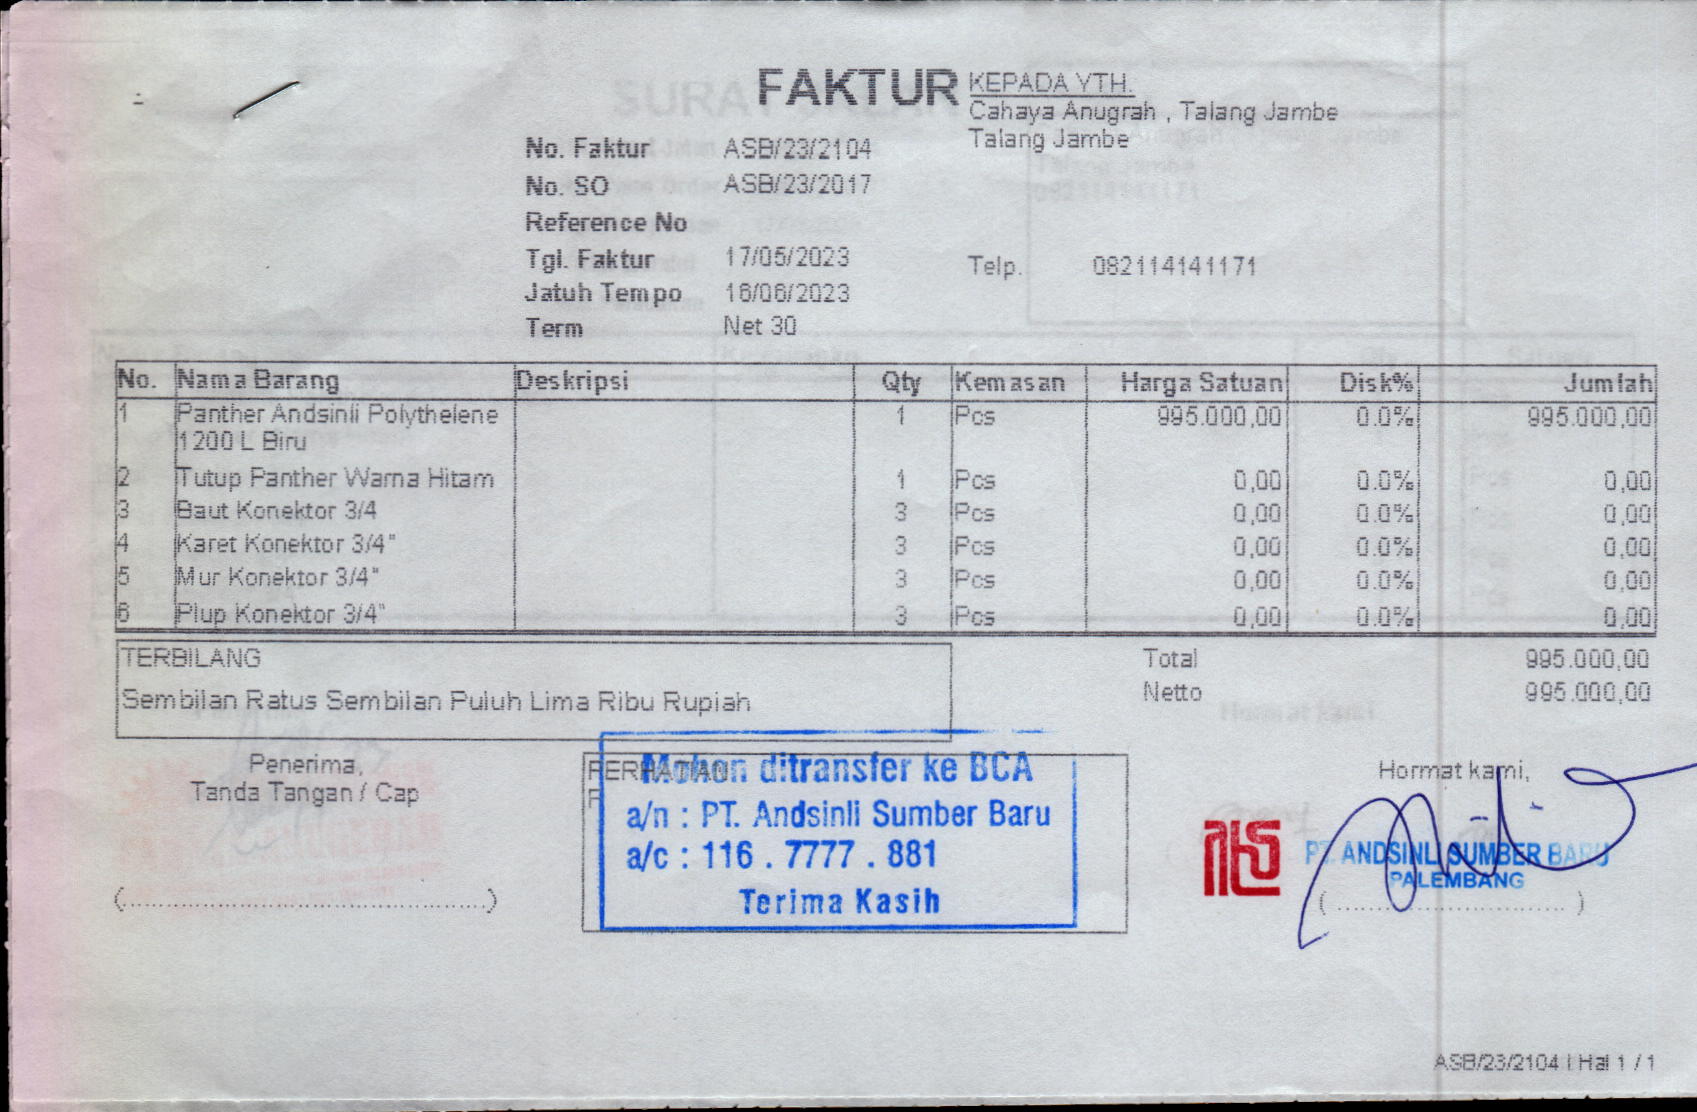 FAKTUR
KEPADA YTH.
Cahaya Anugrah , Talang Jambe
Talang Jambe
No. Faktur ASB/23/2104
No. SO ASB/23/2017
Reference No
Tgl. Faktur 17/05/2023
Telp. 082114141171
Jatuh Tempo 16/06/2023
Term Net 30
No. Nama Barang Deskripsi Qty Kemasan Harga Satuan Disk% Jumlah
1 Panther Andsinli Polythelene 1 Pcs 995.000,00 0.0% 995.000,00
1200 L Biru
2 Tutup Panther Warna Hitam 1 Pcs 0,00 0.0% 0,00
3 Baut Konektor 3/4 3 Pcs 0,00 0.0% 0,00
4 Karet Konektor 3/4" 3 Pcs 0,00 0.0% 0,00
5 Mur Konektor 3/4" 3 Pcs 0,00 0.0% 0,00
6 Plup Konektor 3/4" 3 Pcs 0,00 0.0% 0,00
TERBILANG
Sembilan Ratus Sembilan Puluh Lima Ribu Rupiah
Total 995.000,00
Netto 995.000,00
Penerima,
Tanda Tangan / Cap
(........................................)
PERHATIAN
Mohon ditransfer ke BCA
a/n : PT. Andsinli Sumber Baru
a/c : 116 . 7777 . 881
Terima Kasih
Hormat kami,
PT. ANDSINLI SUMBER BARU
PALEMBANG
( ............................ )
ASB/23/2104 | Hal 1 / 1